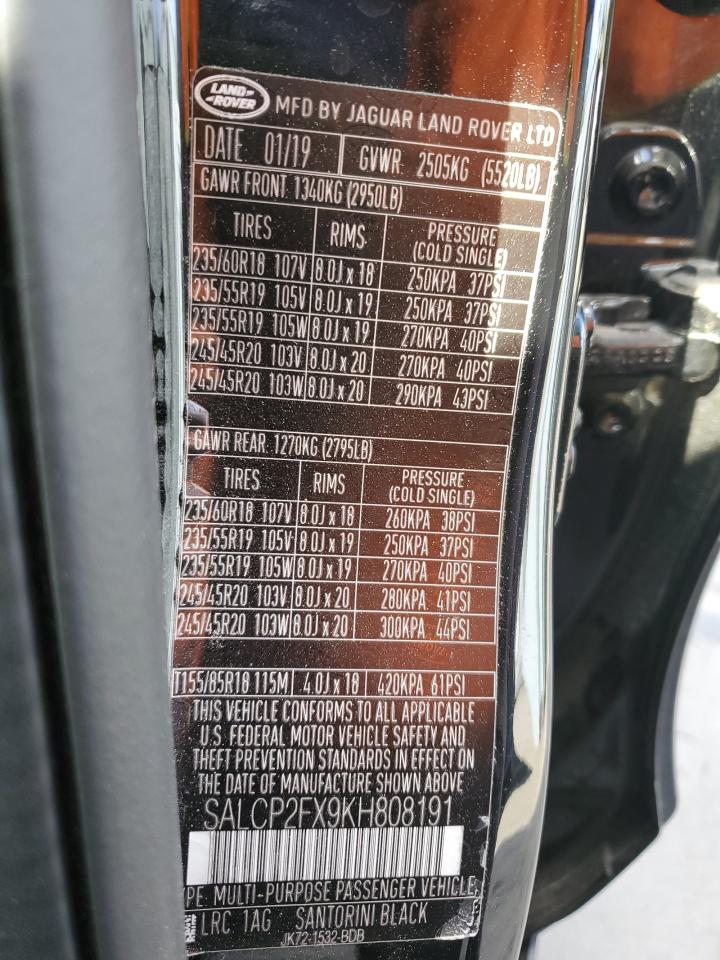 LAND ROVER MFD BY JAGUAR LAND ROVER LTD
DATE 01/19 GVWR 2505KG (5520LB)
GAWR FRONT 1340KG (2950LB)
TIRES RIMS PRESSURE (COLD SINGLE)
235/60R18 107V 8.0J x 18 250KPA 37PSI
235/55R19 105V 8.0J x 19 250KPA 37PSI
235/55R19 105W 8.0J x 19 270KPA 40PSI
245/45R20 103V 8.0J x 20 270KPA 40PSI
245/45R20 103W 8.0J x 20 290KPA 43PSI
GAWR REAR 1270KG (2795LB)
TIRES RIMS PRESSURE (COLD SINGLE)
235/60R18 107V 8.0J x 18 260KPA 38PSI
235/55R19 105V 8.0J x 19 250KPA 37PSI
235/55R19 105W 8.0J x 19 270KPA 40PSI
245/45R20 103V 8.0J x 20 280KPA 41PSI
245/45R20 103W 8.0J x 20 300KPA 44PSI
T155/85R18 115M 4.0J x 18 420KPA 61PSI
THIS VEHICLE CONFORMS TO ALL APPLICABLE
U.S. FEDERAL MOTOR VEHICLE SAFETY AND
THEFT PREVENTION STANDARDS IN EFFECT ON
THE DATE OF MANUFACTURE SHOWN ABOVE
SALCP2FX9KH808191
PE: MULTI-PURPOSE PASSENGER VEHICLE
LRC 1AG SANTORINI BLACK
JK72-1532-BDB